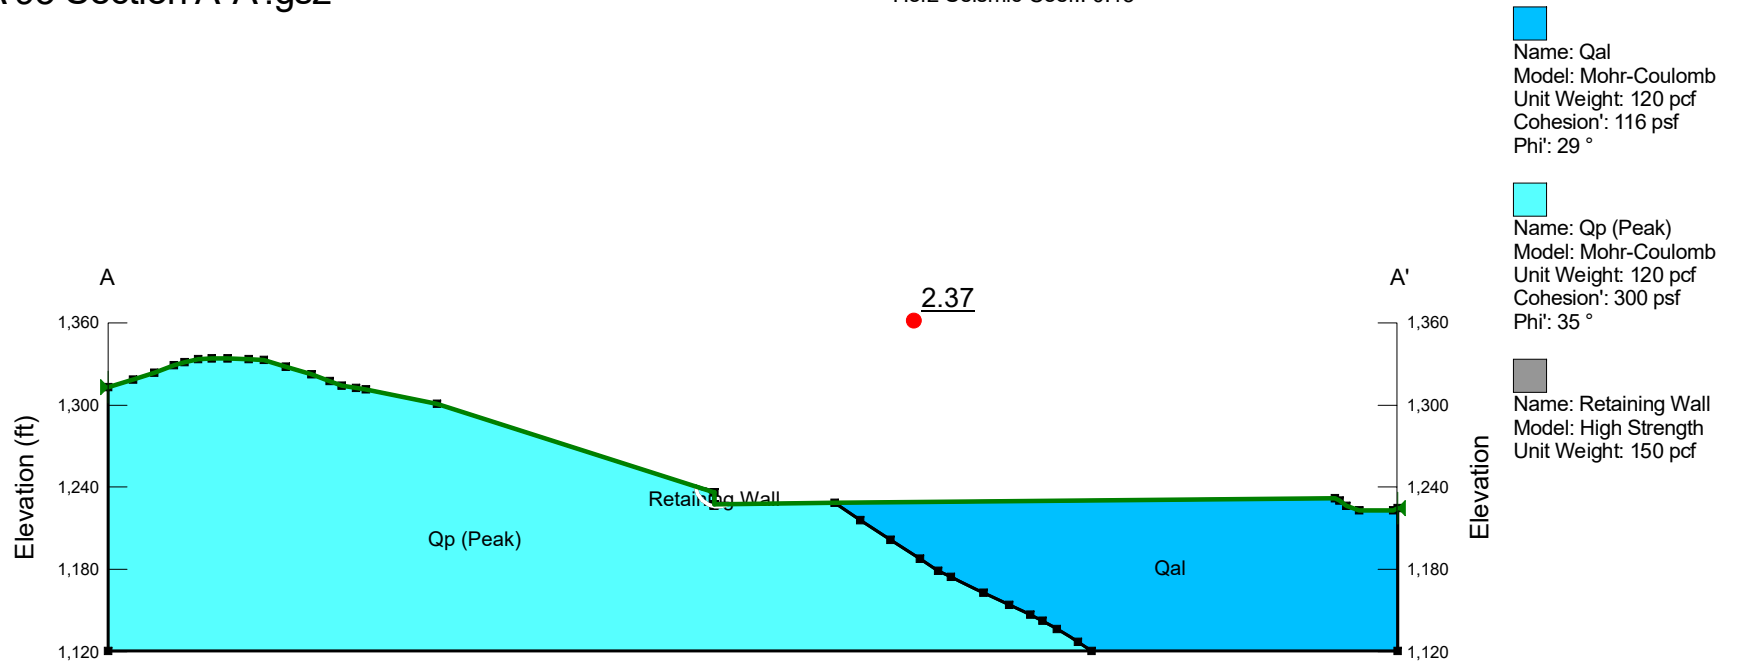 Section A-A'.gsz
Name: Qal
Model: Mohr-Coulomb
Unit Weight: 120 pcf
Cohesion': 116 psf
Phi': 29 °
Name: Qp (Peak)
Model: Mohr-Coulomb
Unit Weight: 120 pcf
Cohesion': 300 psf
Phi': 35 °
Name: Retaining Wall
Model: High Strength
Unit Weight: 150 pcf
A
A'
2.37
1,360
1,300
1,240
1,180
1,120
Elevation (ft)
1,360
1,300
1,240
1,180
1,120
Elevation
Retaining Wall
Qp (Peak)
Qal